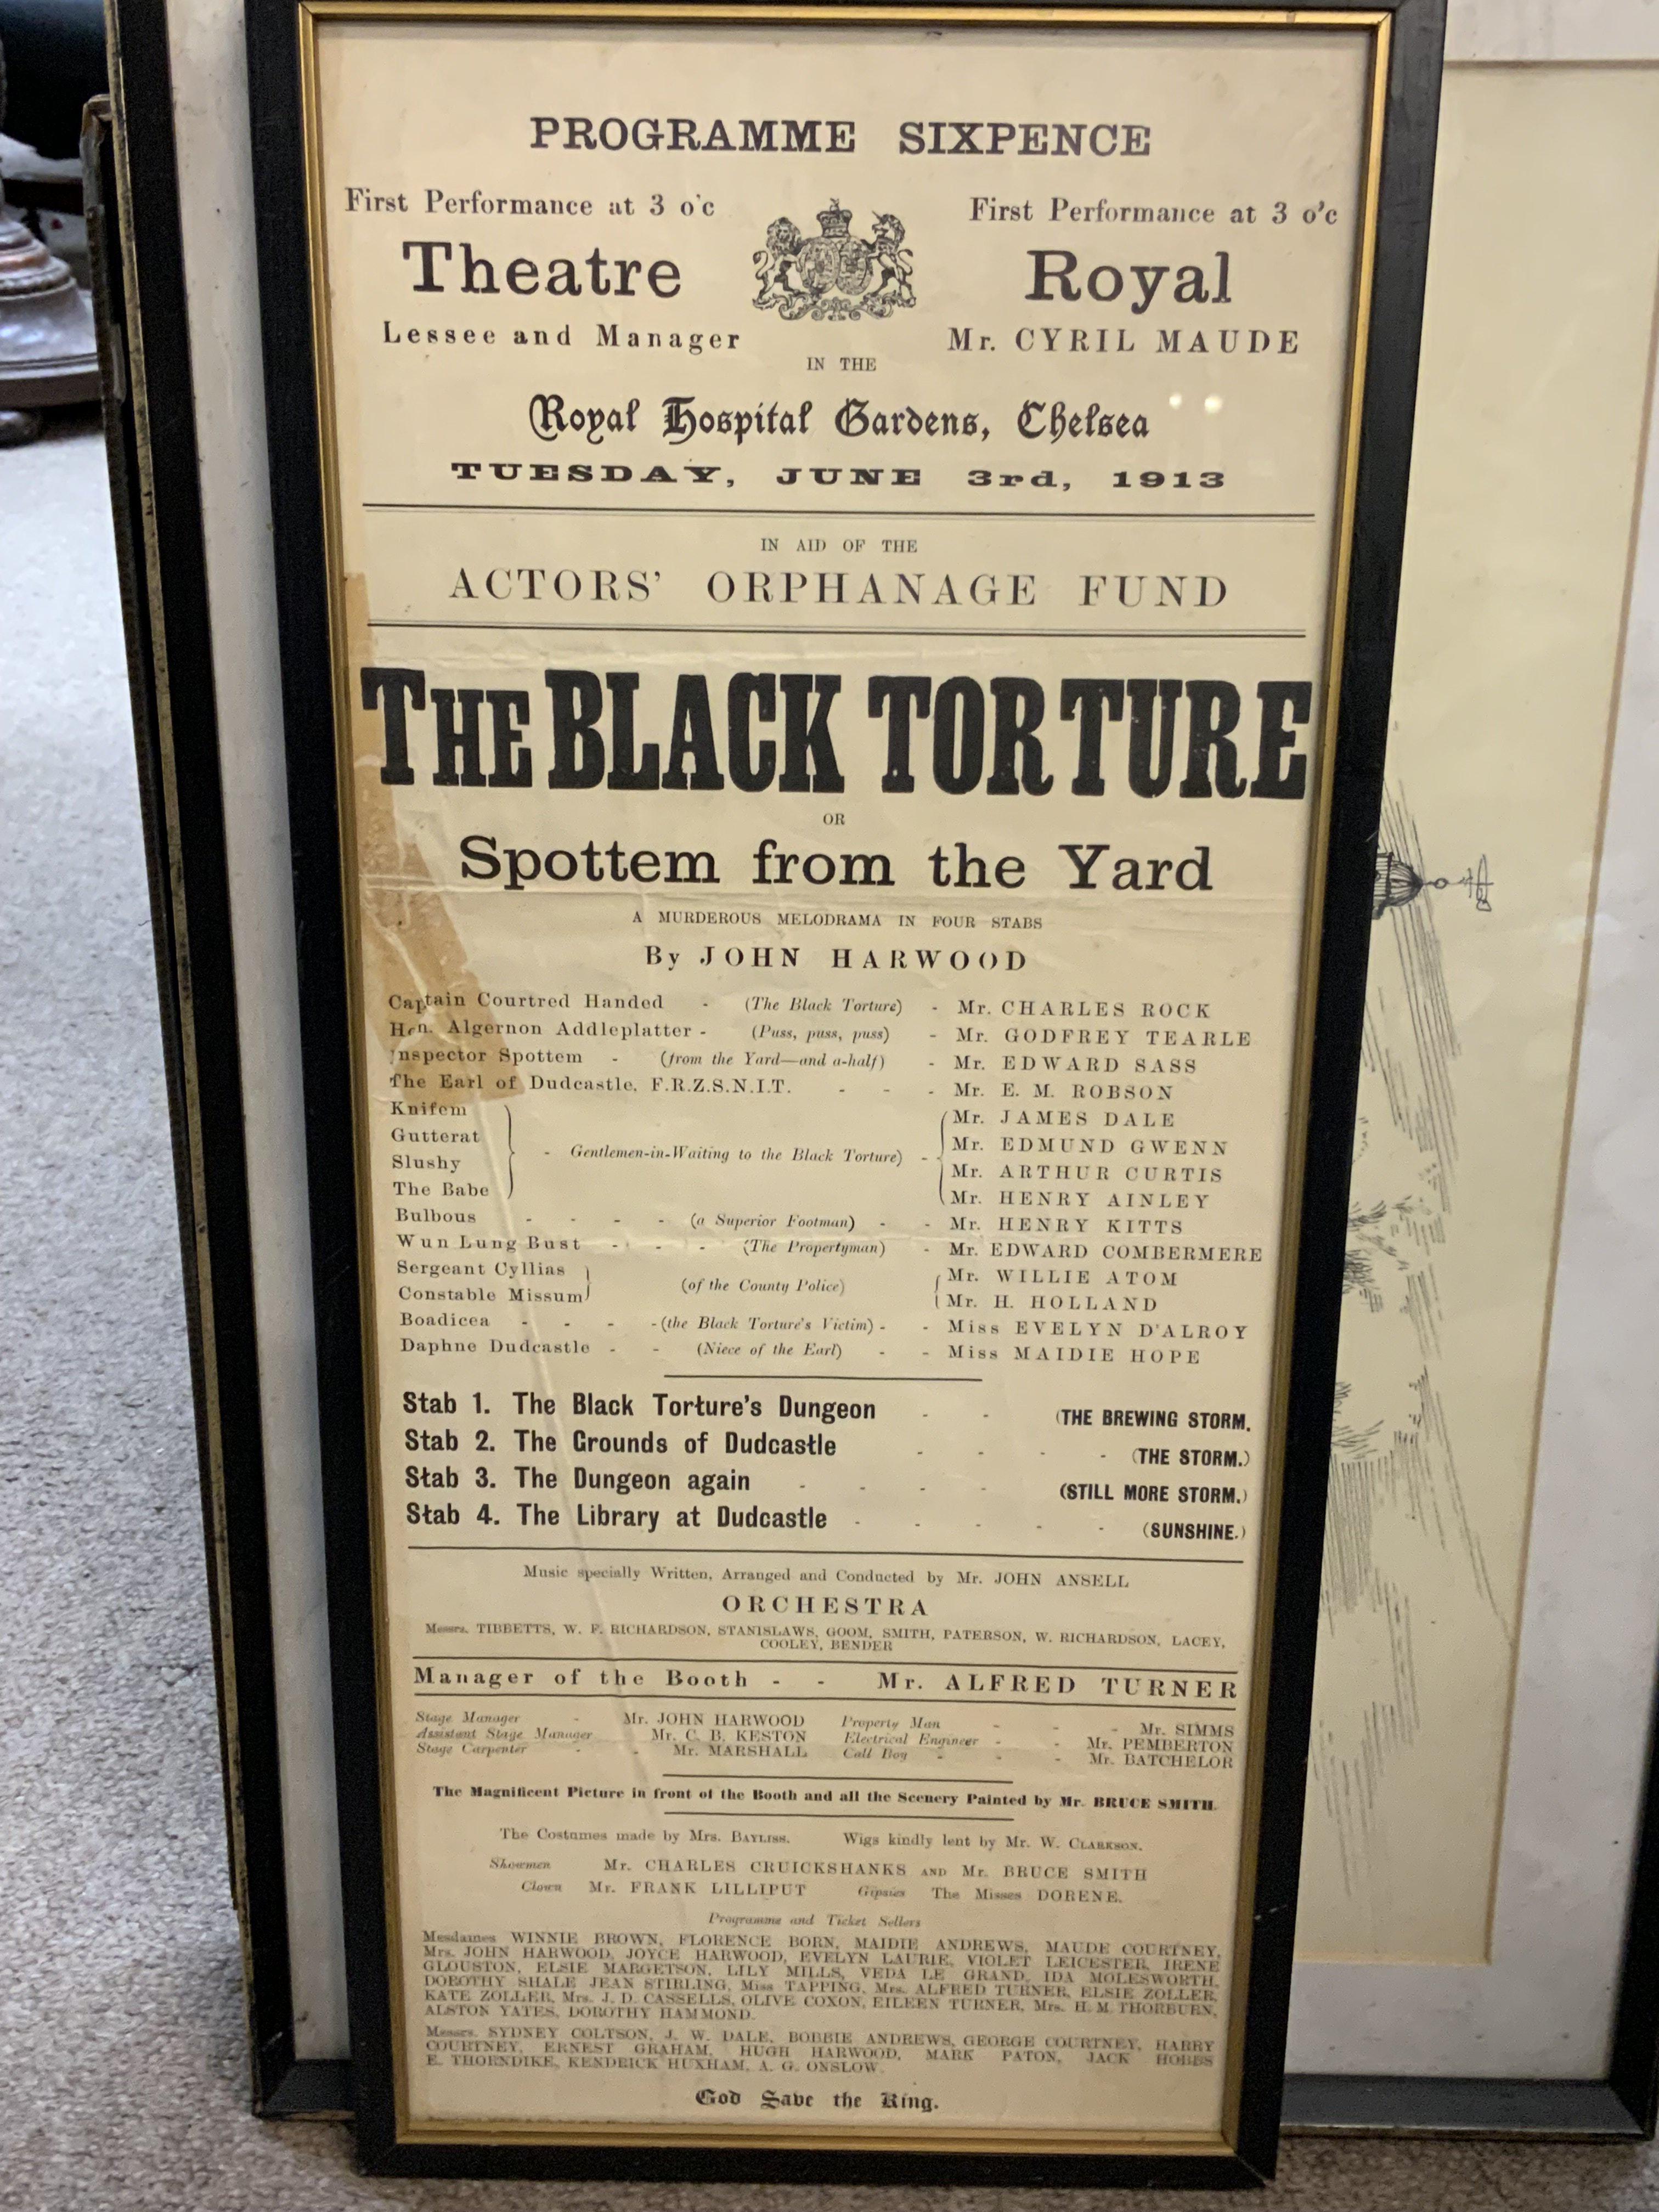 PROGRAMME SIXPENCE
First Performance at 3 o'c First Performance at 3 o'c
Theatre Royal
Lessee and Manager Mr. CYRIL MAUDE
IN THE
Royal Hospital Gardens, Chelsea
TUESDAY, JUNE 3rd, 1913
IN AID OF THE
ACTORS' ORPHANAGE FUND
THE BLACK TORTURE
OR
Spottem from the Yard
A MURDEROUS MELODRAMA IN FOUR STABS
By JOHN HARWOOD
Captain Courtred Handed - (The Black Torture) - Mr. CHARLES ROCK
Hon. Algernon Addleplatter - (Puss, puss, puss) - Mr. GODFREY TEARLE
Inspector Spottem - (from the Yard—and a-half) - Mr. EDWARD SASS
The Earl of Dudcastle, F.R.Z.S.N.I.T. - - - Mr. E. M. ROBSON
Knifem Mr. JAMES DALE
Gutterat Mr. EDMUND GWENN
- Gentlemen-in-Waiting to the Black Torture) -
Slushy Mr. ARTHUR CURTIS
The Babe Mr. HENRY AINLEY
Bulbous - - - - (a Superior Footman) - - Mr. HENRY KITTS
Wun Lung Bust - - - (The Propertyman) - Mr. EDWARD COMBERMERE
Sergeant Cyllias Mr. WILLIE ATOM
(of the County Police)
Constable Missum Mr. H. HOLLAND
Boadicea - - - - (the Black Torture's Victim) - - Miss EVELYN D'ALROY
Daphne Dudcastle - - (Niece of the Earl) - - Miss MAIDIE HOPE
Stab 1. The Black Torture's Dungeon - - (THE BREWING STORM.
Stab 2. The Grounds of Dudcastle - - - - (THE STORM.)
Stab 3. The Dungeon again - - - - (STILL MORE STORM.)
Stab 4. The Library at Dudcastle - - - - - (SUNSHINE.)
Music specially Written, Arranged and Conducted by Mr. JOHN ANSELL
ORCHESTRA
Messrs. TIBBETTS, W. F. RICHARDSON, STANISLAWS, GOOM, SMITH, PATERSON, W. RICHARDSON, LACEY,
COOLEY, BENDER
Manager of the Booth - - Mr. ALFRED TURNER
Stage Manager - Mr. JOHN HARWOOD Property Man - - - Mr. SIMMS
Assistant Stage Manager Mr. C. B. KESTON Electrical Engineer - - Mr. PEMBERTON
Stage Carpenter - - Mr. MARSHALL Call Boy - - - Mr. BATCHELOR
The Magnificent Picture in front of the Booth and all the Scenery Painted by Mr. BRUCE SMITH.
The Costumes made by Mrs. BAYLISS. Wigs kindly lent by Mr. W. CLARKSON.
Showmen Mr. CHARLES CRUICKSHANKS AND Mr. BRUCE SMITH
Clown Mr. FRANK LILLIPUT Gipsies The Misses DORENE.
Programme and Ticket Sellers
Mesdames WINNIE BROWN, FLORENCE BORN, MAIDIE ANDREWS, MAUDE COURTNEY,
Mrs. JOHN HARWOOD, JOYCE HARWOOD, EVELYN LAURIE, VIOLET LEICESTER, IRENE
GLOUSTON, ELSIE MARGETSON, LILY MILLS, VEDA LE GRAND, IDA MOLESWORTH,
DOROTHY SHALE JEAN STIRLING, Miss TAPPING, Mrs. ALFRED TURNER, ELSIE ZOLLER,
KATE ZOLLER, Mrs. J. D. CASSELLS, OLIVE COXON, EILEEN TURNER, Mrs. H. M. THORBURN,
ALSTON YATES, DOROTHY HAMMOND.
Messrs. SYDNEY COLTSON, J. W. DALE, BOBBIE ANDREWS, GEORGE COURTNEY, HARRY
COURTNEY, ERNEST GRAHAM, HUGH HARWOOD, MARK PATON, JACK HOBBS
E. THORNDIKE, KENDRICK HUXHAM, A. G. ONSLOW.
God Save the King.